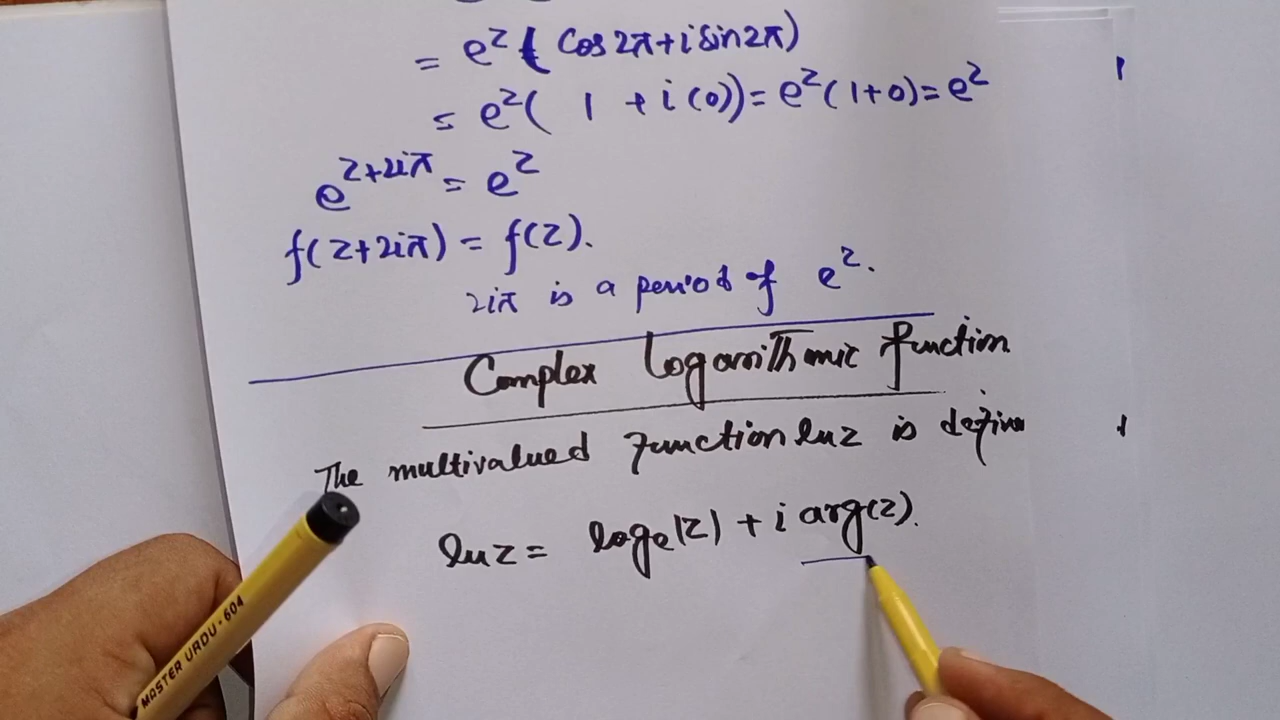 = e^z ( Cos 2π + i Sin 2π)
= e^z ( 1 + i (0)) = e^z (1+0) = e^z
e^{z+2iπ} = e^z
f(z+2iπ) = f(z).
2iπ is a period of e^z.
Complex Logarithmic function
The multivalued function ln z is define
ln z = log_e |z| + i arg(z).
MASTER URDU-604